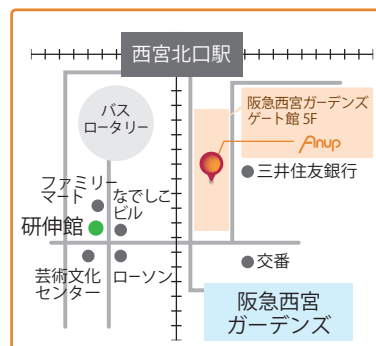 西宮北口駅
バス
ロータリー
阪急西宮ガーデンズ
ゲート館 5F
Anup
三井住友銀行
ファミリー
マート
なでしこ
ビル
研伸館
芸術文化
センター
ローソン
交番
阪急西宮
ガーデンズ